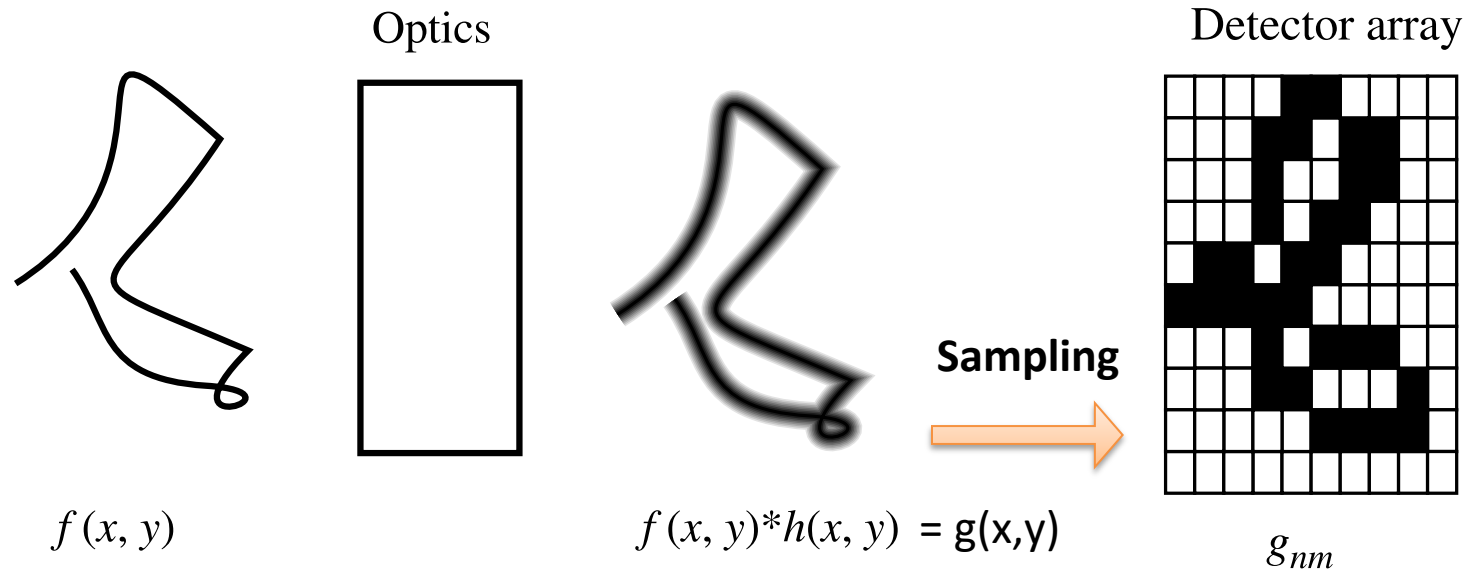 Optics
Detector array
Sampling
f (x, y)
f (x, y)*h(x, y) = g(x,y)
gnm